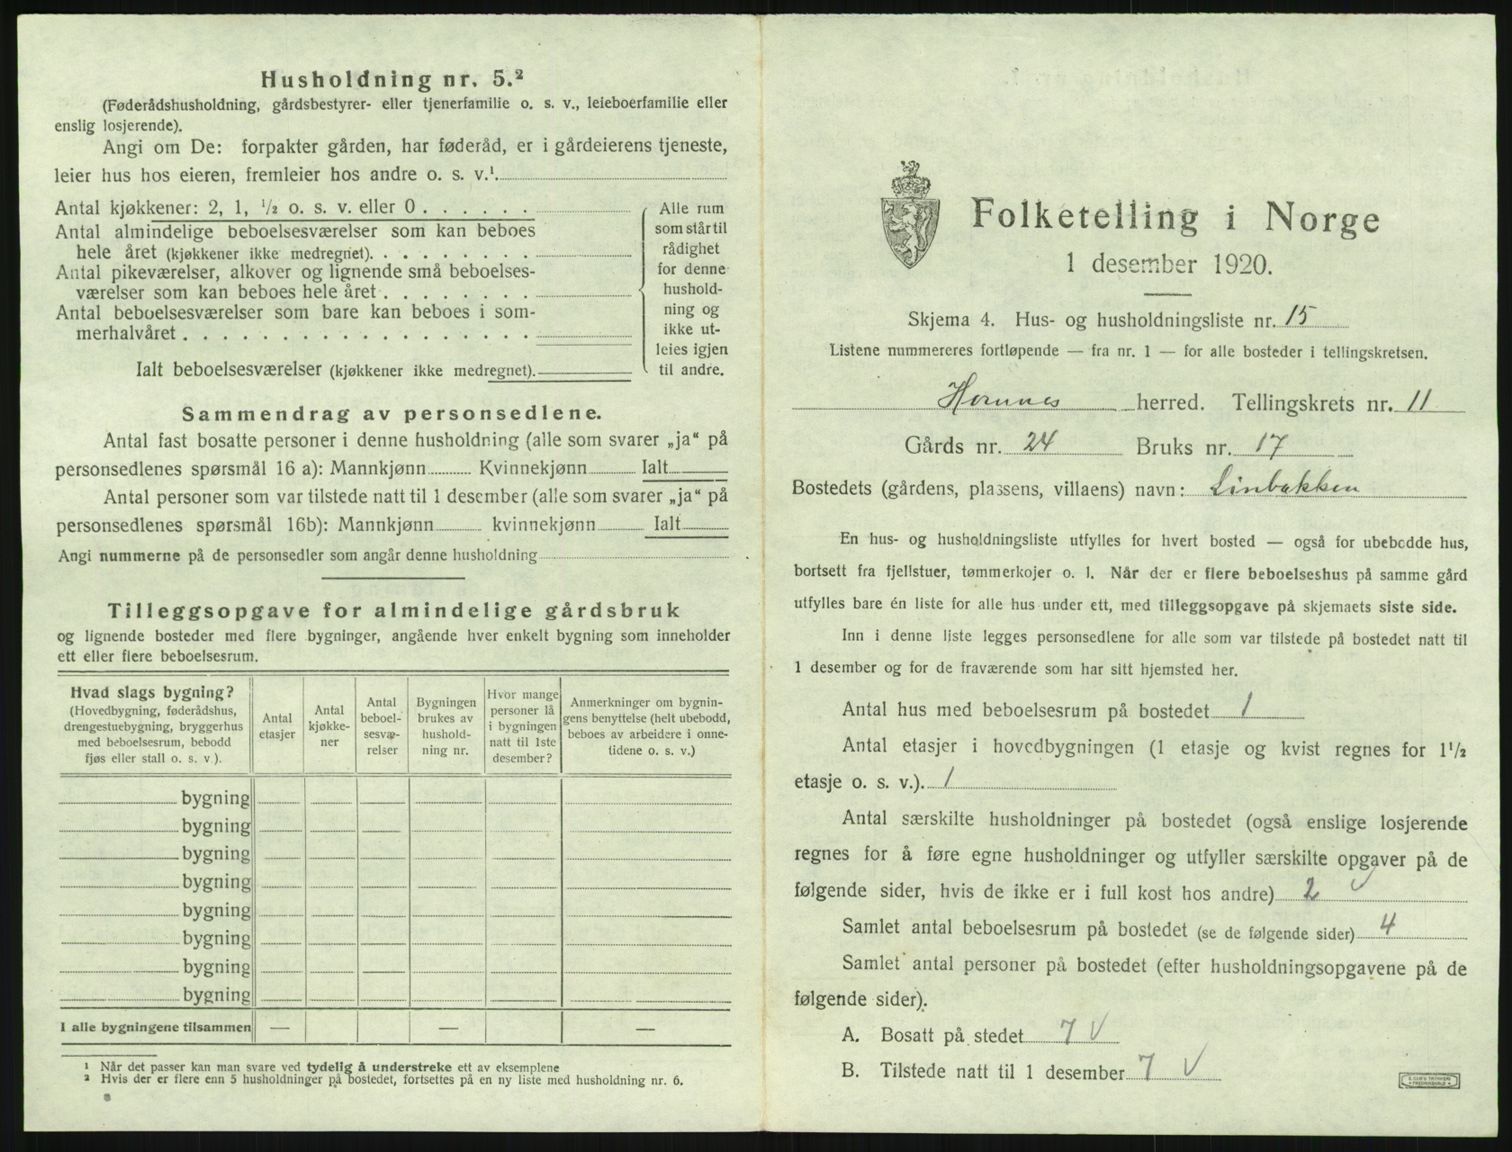 Husholdning nr. 5.²
(Føderådshusholdning, gårdsbestyrer- eller tjenerfamilie o. s. v., leieboerfamilie eller
enslig losjerende).
Angi om De: forpakter gården, har føderåd, er i gårdeierens tjeneste,
leier hus hos eieren, fremleier hos andre o. s. v.¹
Antal kjøkkener: 2, 1, ¹/₂ o. s. v. eller 0 . . . . . .
Antal almindelige beboelsesværelser som kan beboes
hele året (kjøkkener ikke medregnet). . . . . . . . .
Antal pikeværelser, alkover og lignende små beboelses-
værelser som kan beboes hele året . . . . . . . .
Antal beboelsesværelser som bare kan beboes i som-
merhalvåret . . . . . . . . . . . . . . . . . .
Ialt beboelsesværelser (kjøkkener ikke medregnet).
Alle rum
som står til
rådighet
for denne
hushold-
ning og
ikke ut-
leies igjen
til andre.
Sammendrag av personsedlene.
Antal fast bosatte personer i denne husholdning (alle som svarer „ja“ på
personsedlenes spørsmål 16 a): Mannkjønn Kvinnekjønn Ialt
Antal personer som var tilstede natt til 1 desember (alle som svarer „ja“ på
personsedlenes spørsmål 16b): Mannkjønn kvinnekjønn Ialt
Angi nummerne på de personsedler som angår denne husholdning
Tilleggsopgave for almindelige gårdsbruk
og lignende bosteder med flere bygninger, angående hver enkelt bygning som inneholder
ett eller flere beboelsesrum.
Hvad slags bygning?
(Hovedbygning, føderådshus,
drengestuebygning, bryggerhus
med beboelsesrum, bebodd
fjøs eller stall o. s. v.).
Antal
etasjer
Antal
kjøkke-
ner
Antal
beboel-
sesvæ-
relser
Bygningen
brukes av
hushold-
ning nr.
Hvor mange
personer lå
i bygningen
natt til 1ste
desember?
Anmerkninger om bygnin-
gens benyttelse (helt ubebodd,
beboes av arbeidere i onne-
tidene o. s. v.)
bygning
bygning
bygning
bygning
bygning
bygning
bygning
bygning
I alle bygningene tilsammen — — —
¹ Når det passer kan man svare ved tydelig å understreke ett av eksemplene
² Hvis der er flere enn 5 husholdninger på bostedet, fortsettes på en ny liste med husholdning nr. 6.
Folketelling i Norge
1 desember 1920.
Skjema 4. Hus- og husholdningsliste nr. 15
Listene nummereres fortløpende — fra nr. 1 — for alle bosteder i tellingskretsen.
Hornnes herred. Tellingskrets nr. 11
Gårds nr. 24 Bruks nr. 17
Bostedets (gårdens, plassens, villaens) navn: Linbakken
En hus- og husholdningsliste utfylles for hvert bosted — også for ubebodde hus,
bortsett fra fjellstuer, tømmerkojer o. l. Når der er flere beboelseshus på samme gård
utfylles bare én liste for alle hus under ett, med tilleggsopgave på skjemaets siste side.
Inn i denne liste legges personsedlene for alle som var tilstede på bostedet natt til
1 desember og for de fraværende som har sitt hjemsted her.
Antal hus med beboelsesrum på bostedet 1
Antal etasjer i hovedbygningen (1 etasje og kvist regnes for 1¹/₂
etasje o. s. v.). 1
Antal særskilte husholdninger på bostedet (også enslige losjerende
regnes for å føre egne husholdninger og utfyller særskilte opgaver på de
følgende sider, hvis de ikke er i full kost hos andre) 2 √
Samlet antal beboelsesrum på bostedet (se de følgende sider) 4
Samlet antal personer på bostedet (efter husholdningsopgavene på de
følgende sider).
A. Bosatt på stedet 7 √
B. Tilstede natt til 1 desember 7 √